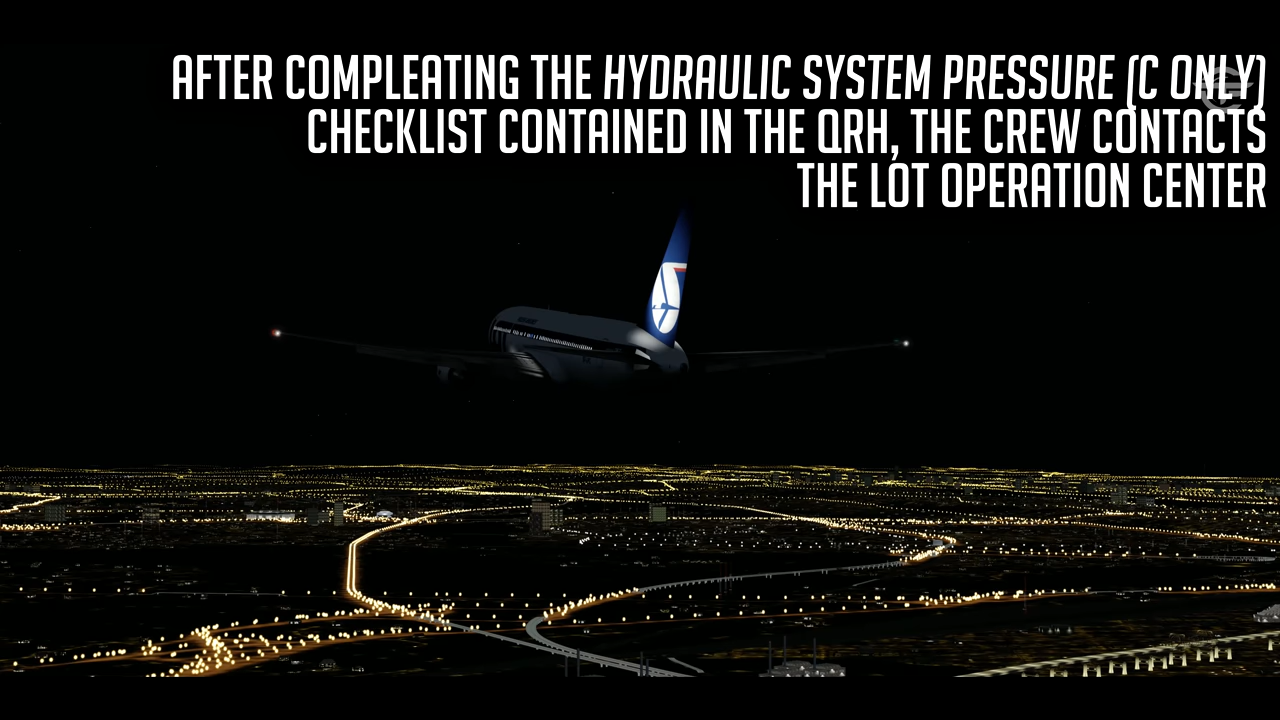 AFTER COMPLEATING THE HYDRAULIC SYSTEM PRESSURE (C ONLY)
CHECKLIST CONTAINED IN THE QRH, THE CREW CONTACTS
THE LOT OPERATION CENTER